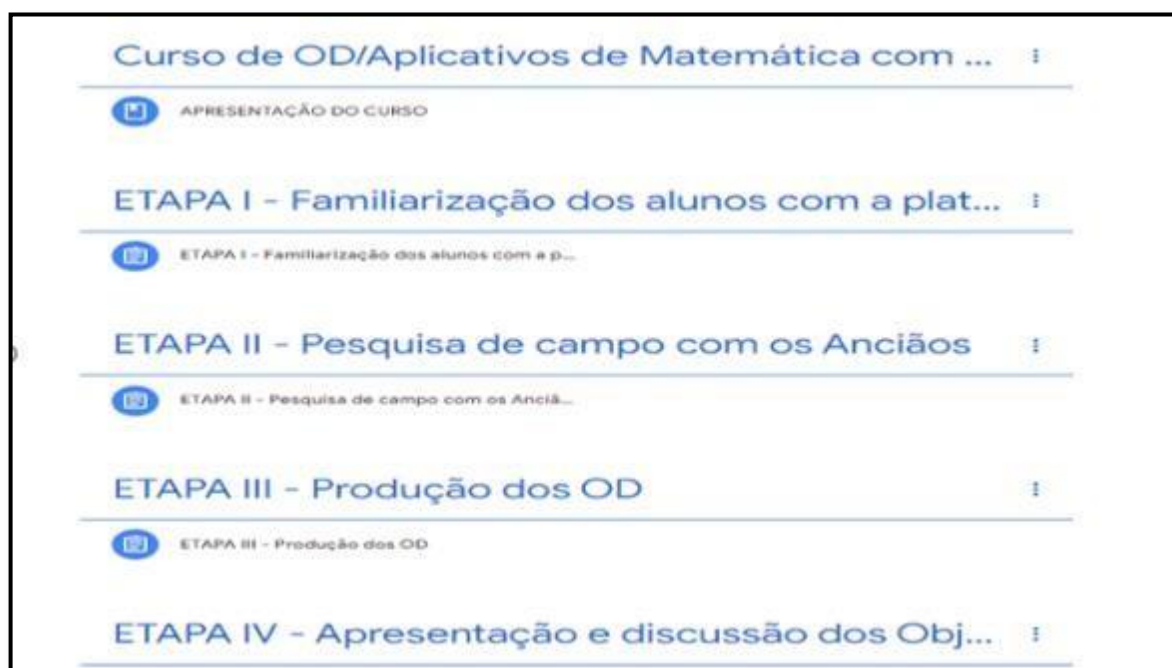 Curso de OD/Aplicativos de Matemática com ...
APRESENTAÇÃO DO CURSO
ETAPA I - Familiarização dos alunos com a plat...
ETAPA I - Familiarização dos alunos com a p...
ETAPA II - Pesquisa de campo com os Anciãos
ETAPA II - Pesquisa de campo com os Anciã...
ETAPA III - Produção dos OD
ETAPA III - Produção dos OD
ETAPA IV - Apresentação e discussão dos Obj...